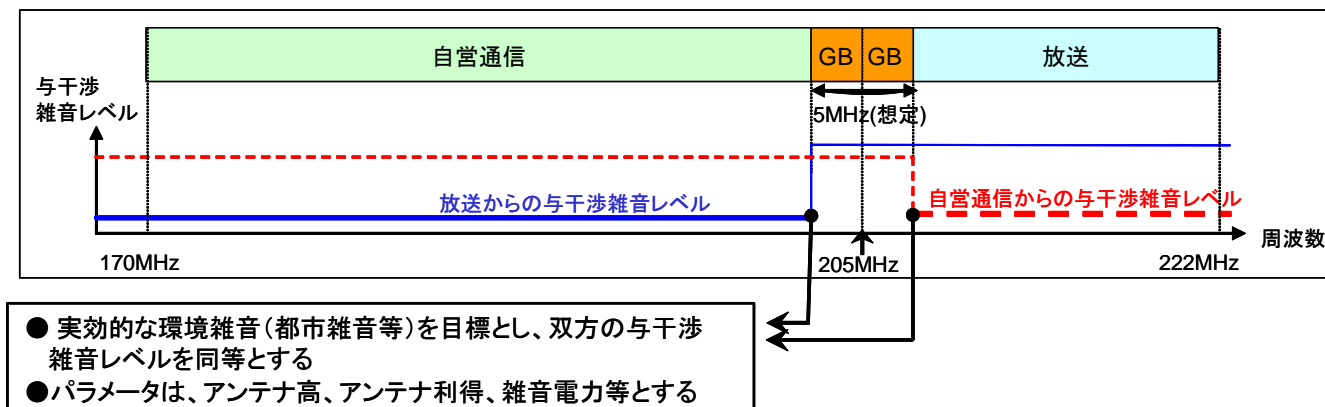 自営通信
GB
GB
放送
与干渉
雑音レベル
5MHz(想定)
放送からの与干渉雑音レベル
自営通信からの与干渉雑音レベル
周波数
170MHz
205MHz
222MHz
● 実効的な環境雑音(都市雑音等)を目標とし、双方の与干渉
雑音レベルを同等とする
●パラメータは、アンテナ高、アンテナ利得、雑音電力等とする